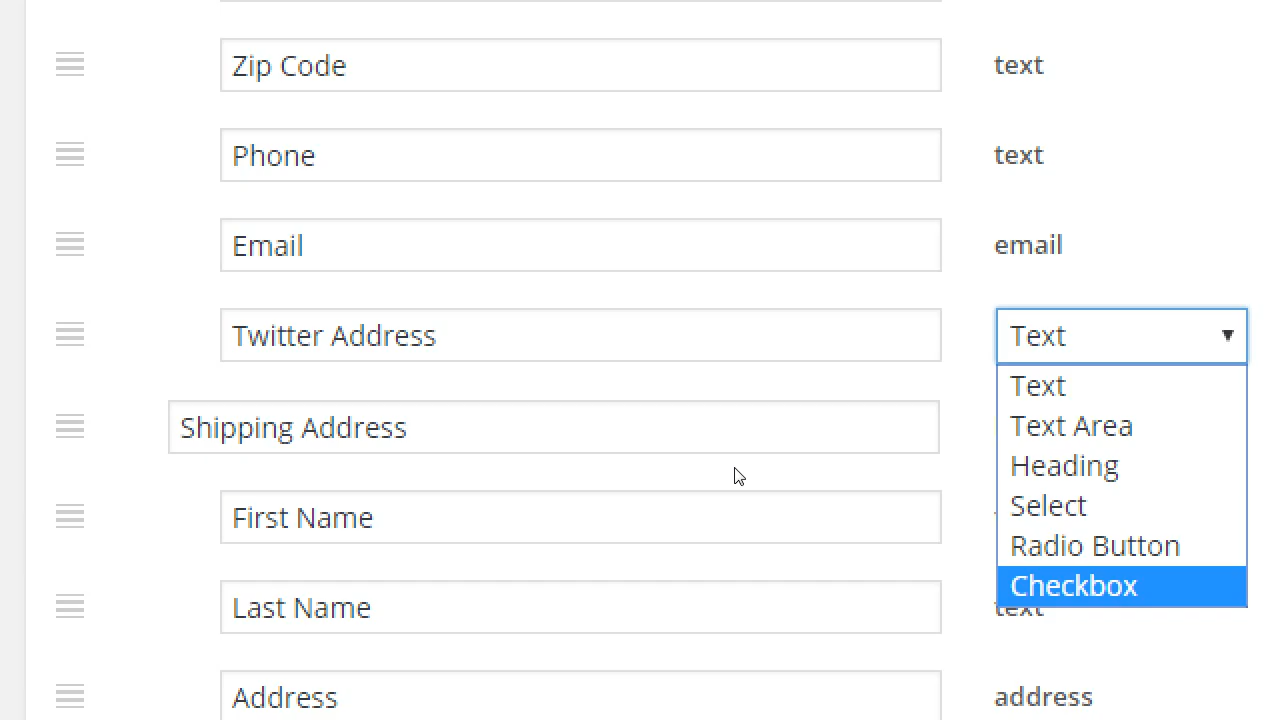 Zip Code text
Phone text
Email email
Twitter Address Text
Text
Shipping Address Text Area
Heading
First Name Select
Radio Button
Checkbox
Last Name text
Address address